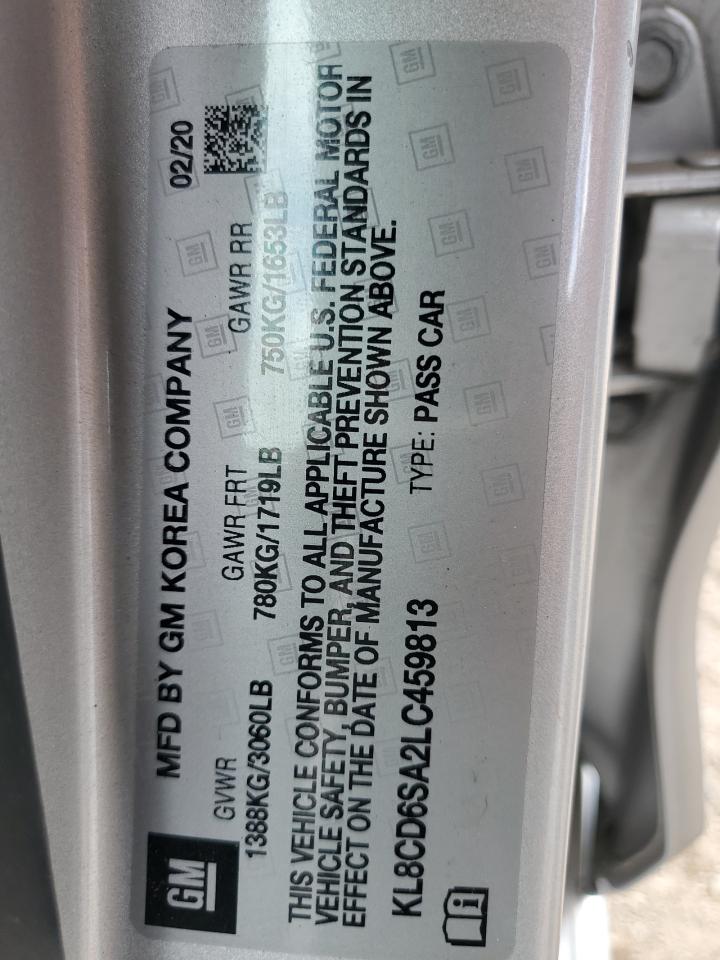 MFD BY GM KOREA COMPANY 02/20
GM
GVWR GAWR FRT GAWR RR
1388KG/3060LB 780KG/1719LB 750KG/1653LB
THIS VEHICLE CONFORMS TO ALL APPLICABLE U.S. FEDERAL MOTOR
VEHICLE SAFETY, BUMPER, AND THEFT PREVENTION STANDARDS IN
EFFECT ON THE DATE OF MANUFACTURE SHOWN ABOVE.
KL8CD6SA2LC459813 TYPE: PASS CAR